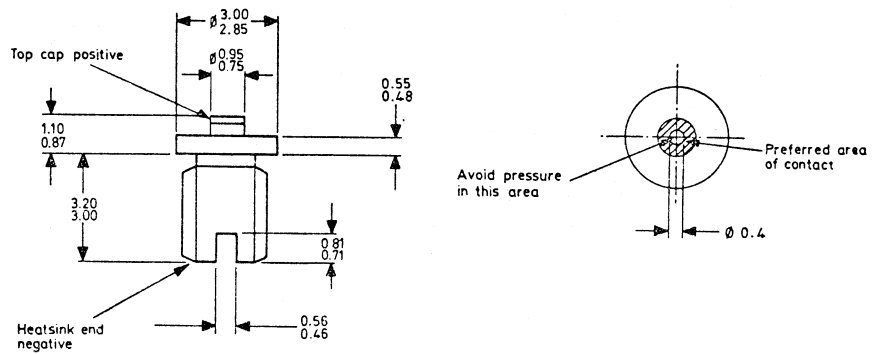 Ø 3.00
2.85
Top cap positive
Ø 0.95
0.75
0.55
0.48
1.10
0.87
3.20
3.00
0.81
0.71
0.56
0.46
Heatsink end
negative
Avoid pressure
in this area
Preferred area
of contact
Ø 0.4